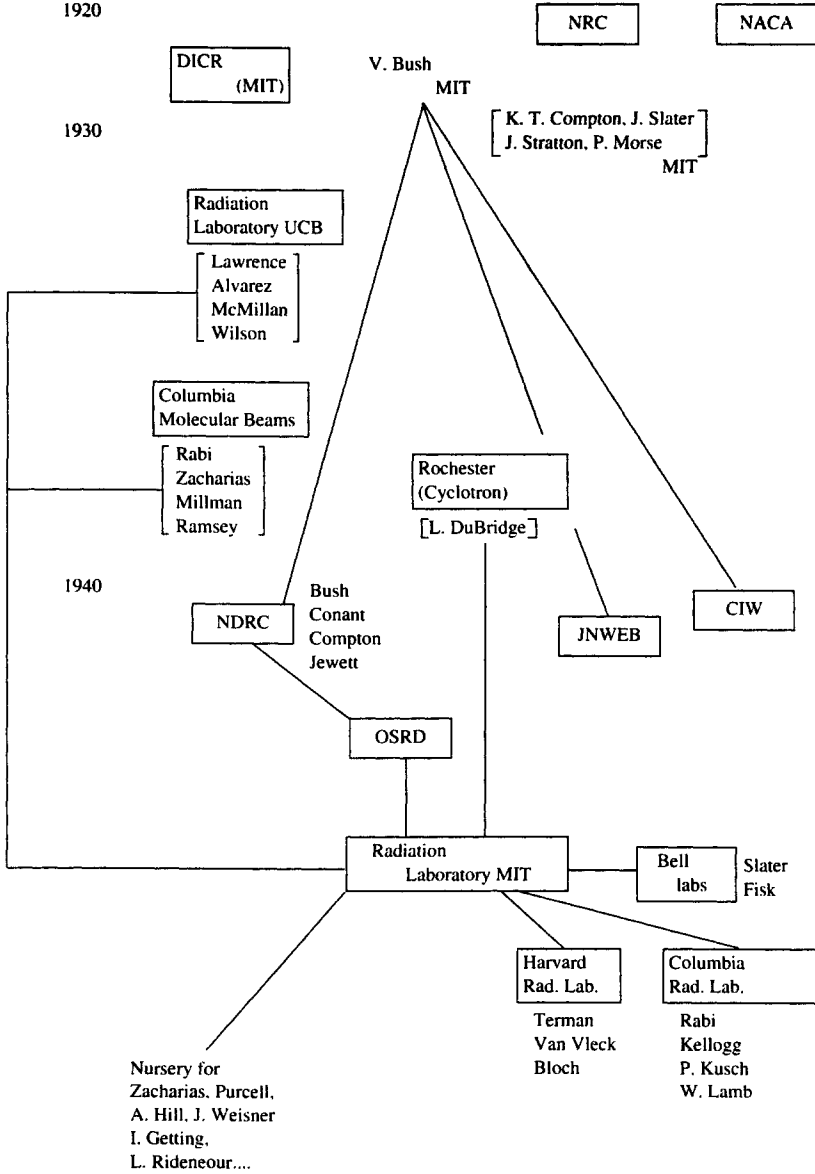 1920
NRC
NACA
DICR
(MIT)
V. Bush
MIT
1930
K. T. Compton, J. Slater
J. Stratton, P. Morse
MIT
Radiation
Laboratory UCB
Lawrence
Alvarez
McMillan
Wilson
Columbia
Molecular Beams
Rabi
Zacharias
Millman
Ramsey
Rochester
(Cyclotron)
[L. DuBridge]
1940
NDRC
Bush
Conant
Compton
Jewett
JNWEB
CIW
OSRD
Radiation
Laboratory MIT
Bell
labs
Slater
Fisk
Harvard
Rad. Lab.
Terman
Van Vleck
Bloch
Columbia
Rad. Lab.
Rabi
Kellogg
P. Kusch
W. Lamb
Nursery for
Zacharias, Purcell,
A. Hill, J. Weisner
I. Getting,
L. Rideneour....